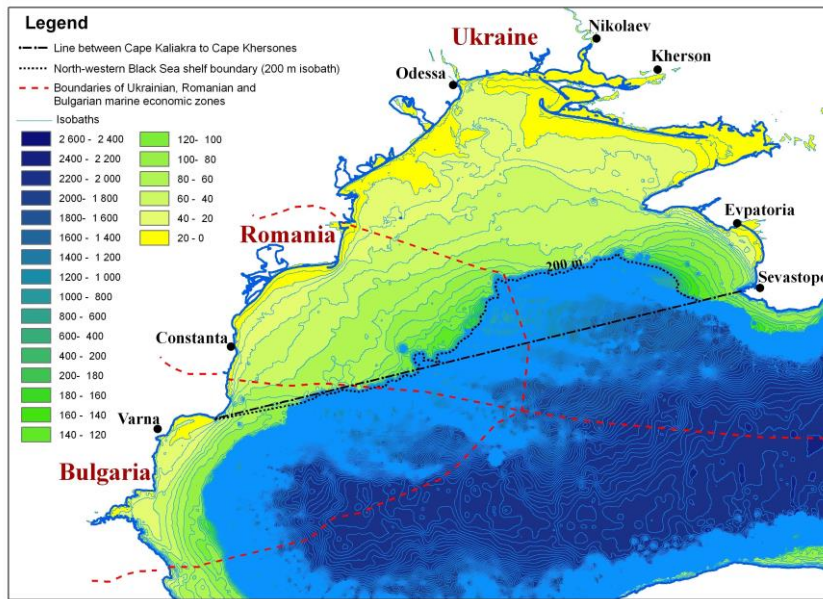 Legend
Line between Cape Kaliakra to Cape Khersones
North-western Black Sea shelf boundary (200 m isobath)
Boundaries of Ukrainian, Romanian and
Bulgarian marine economic zones
Isobaths
2 600 - 2 400
2400 - 2 200
2200 - 2 000
2000- 1 800
1800- 1 600
1600 - 1 400
1400 - 1 200
1200 - 1 000
1000 - 800
800 - 600
600 - 400
400 - 200
200- 180
180 - 160
160 - 140
140 - 120
120- 100
100- 80
80 - 60
60 - 40
40 - 20
20 - 0
Ukraine
Nikolaev
Kherson
Odessa
Romania
Evpatoria
Sevastopo
200 m
Constanta
Varna
Bulgaria